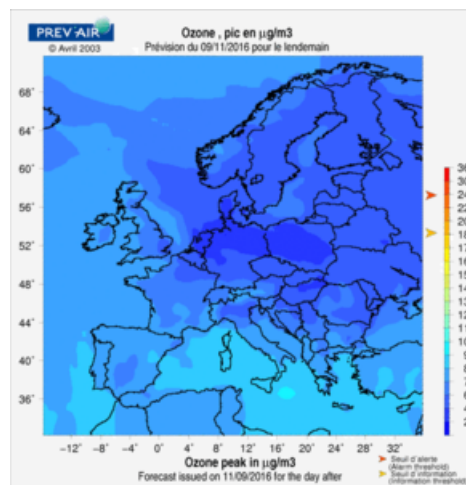 PREV'AIR
© Avril 2003
Ozone , pic en µg/m3
Prévision du 09/11/2016 pour le lendemain
68°
64°
60°
56°
52°
48°
44°
40°
36°
−12° −8° −4° 0° 4° 8° 12° 16° 20° 24° 28° 32°
Ozone peak in µg/m3
Forecast issued on 11/09/2016 for the day after
Seuil d'alerte
(Alarm threshold)
Seuil d'information
(Information threshold)